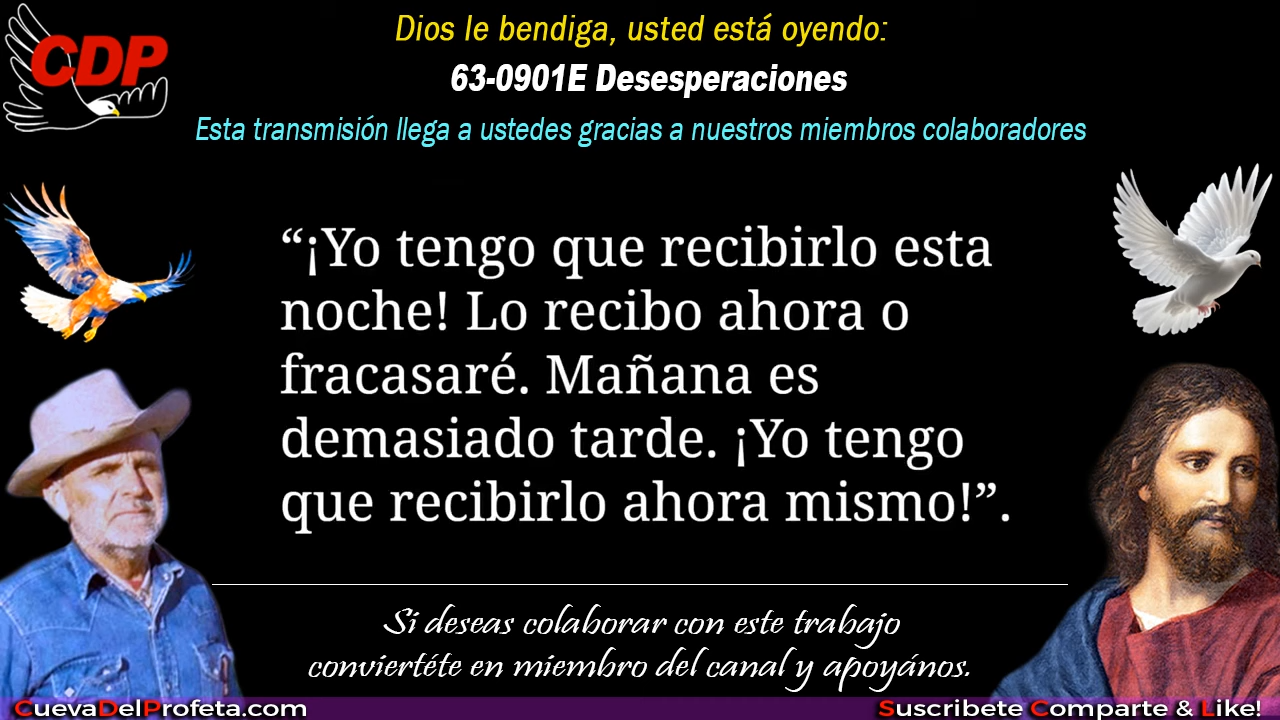 CDP
Dios le bendiga, usted está oyendo:
63-0901E Desesperaciones
Esta transmisión llega a ustedes gracias a nuestros miembros colaboradores
“¡Yo tengo que recibirlo esta
noche! Lo recibo ahora o
fracasaré. Mañana es
demasiado tarde. ¡Yo tengo
que recibirlo ahora mismo!”.
Si deseas colaborar con este trabajo
conviertéte en miembro del canal y apoyános.
CuevaDelProfeta.com
Suscribete Comparte & Like!